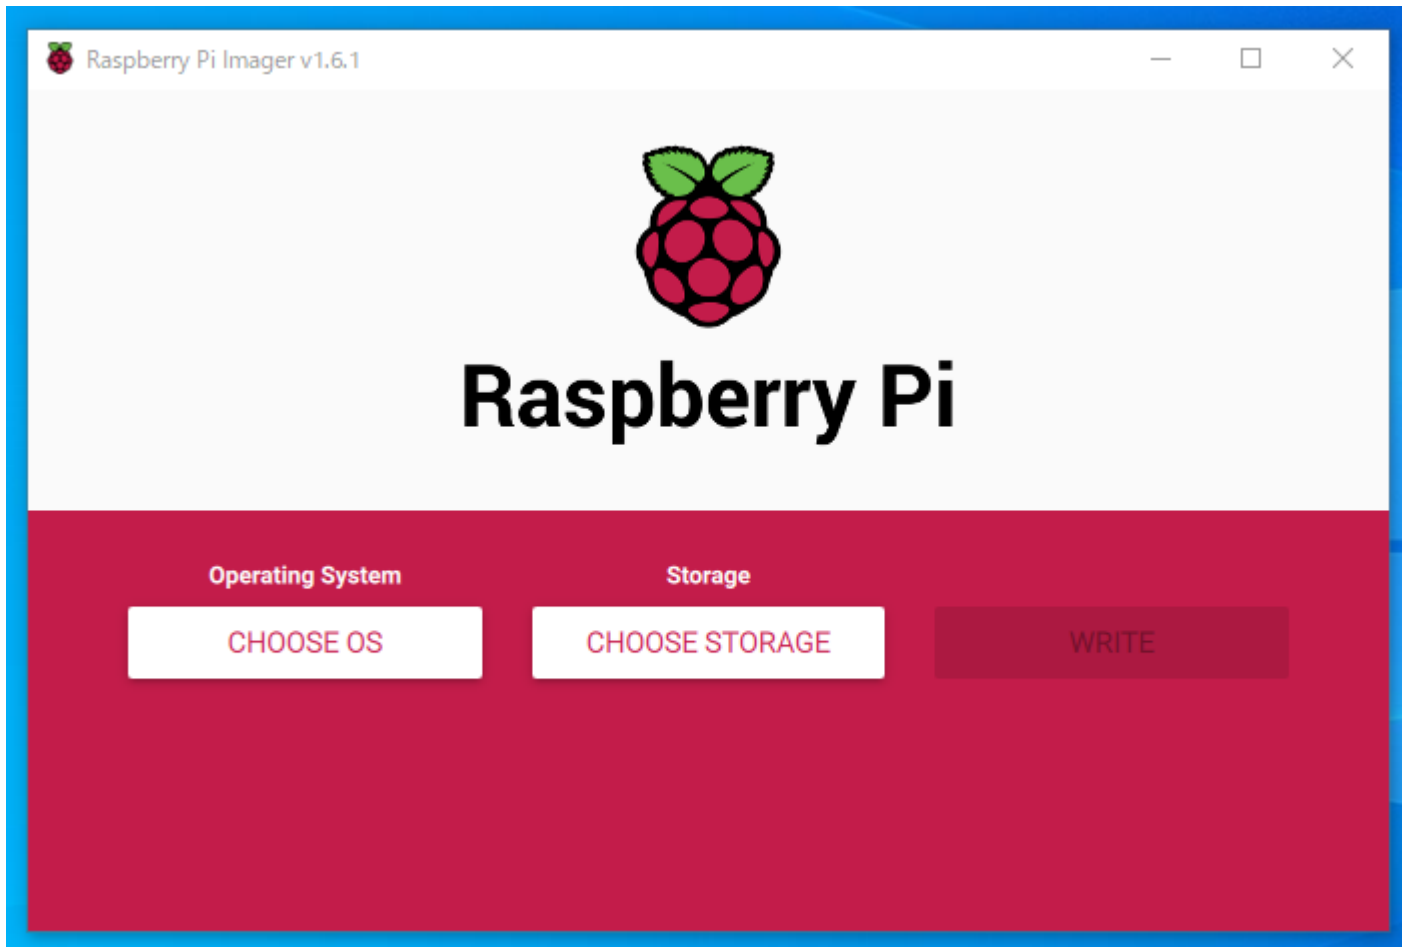 Raspberry Pi Imager v1.6.1
Raspberry Pi
Operating System
Storage
CHOOSE OS
CHOOSE STORAGE
WRITE